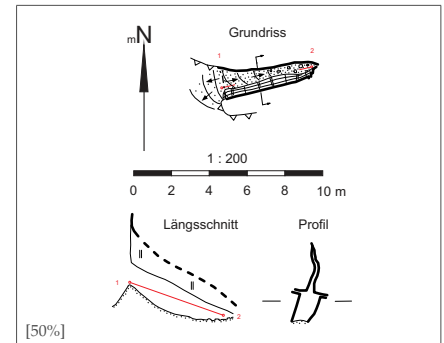 mN
Grundriss
1 2
1 : 200
0 2 4 6 8 10 m
Längsschnitt Profil
1
2
[50%]